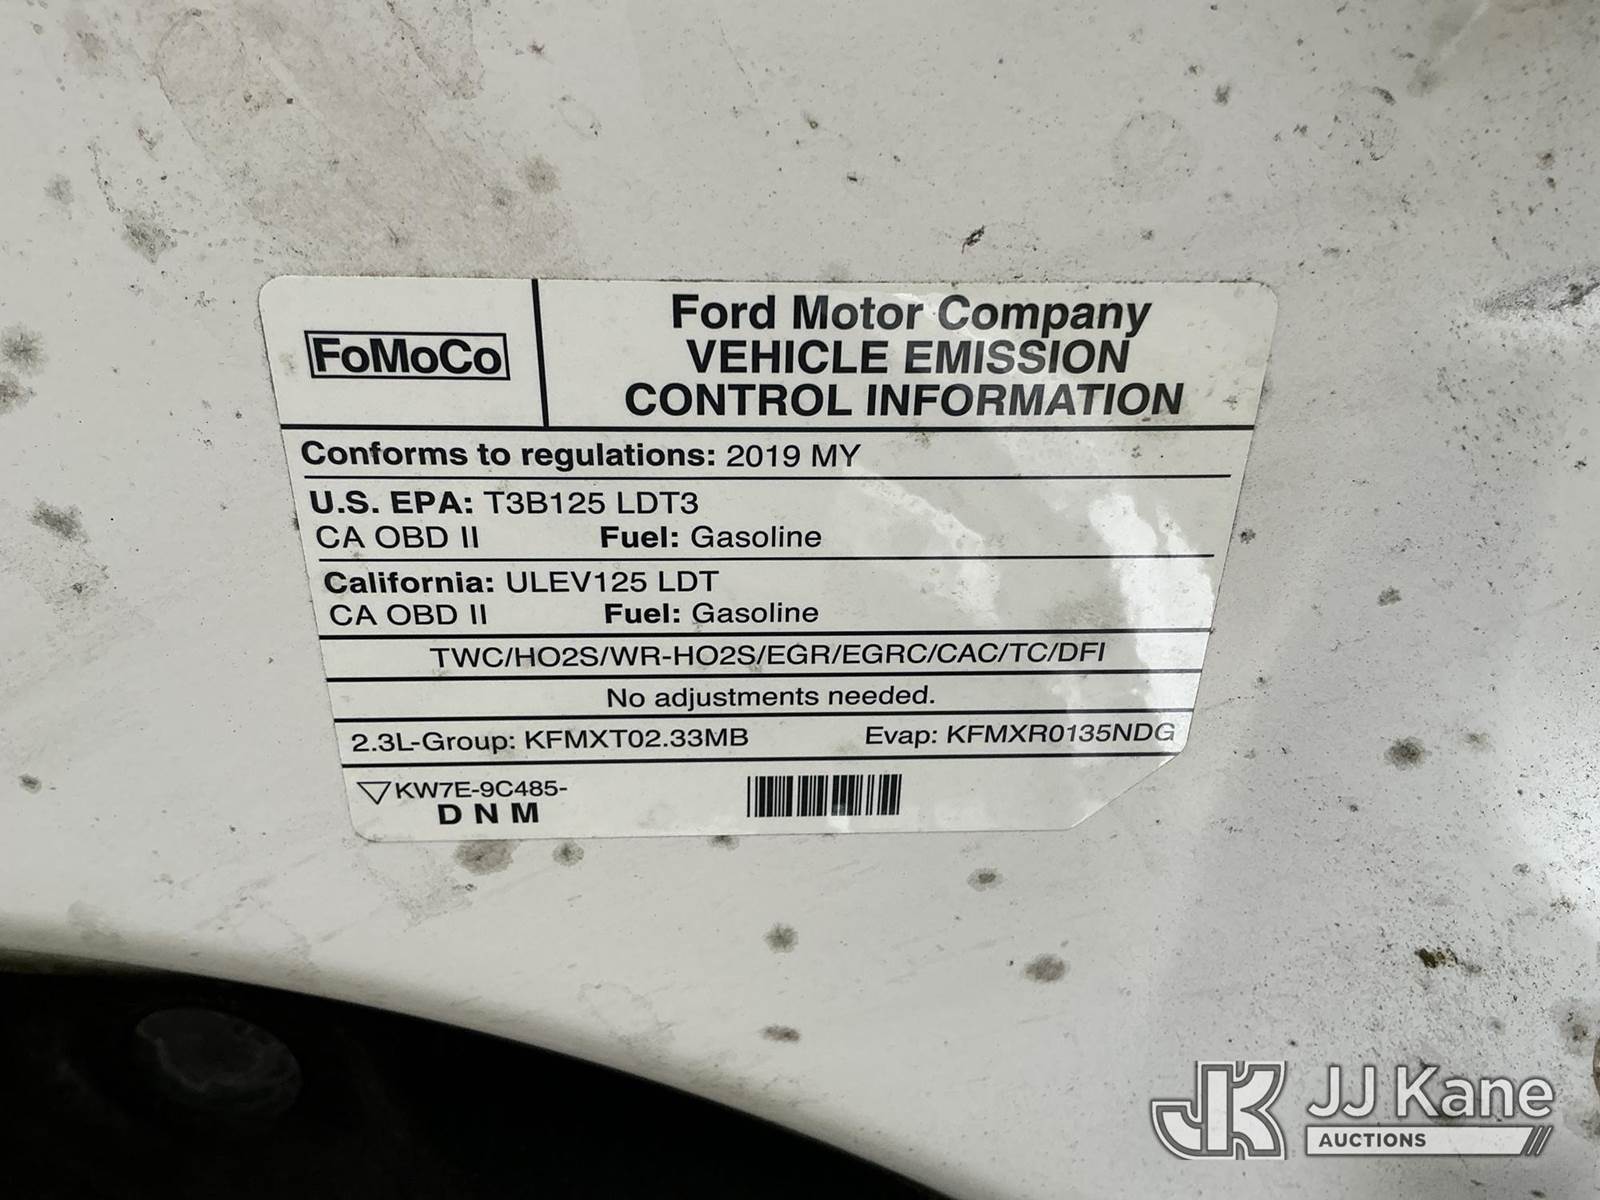 FoMoCo
Ford Motor Company
VEHICLE EMISSION
CONTROL INFORMATION
Conforms to regulations: 2019 MY
U.S. EPA: T3B125 LDT3
CA OBD II Fuel: Gasoline
California: ULEV125 LDT
CA OBD II Fuel: Gasoline
TWC/HO2S/WR-HO2S/EGR/EGRC/CAC/TC/DFI
No adjustments needed.
2.3L-Group: KFMXT02.33MB Evap: KFMXR0135NDG
KW7E-9C485-
D N M
JK JJ Kane
AUCTIONS